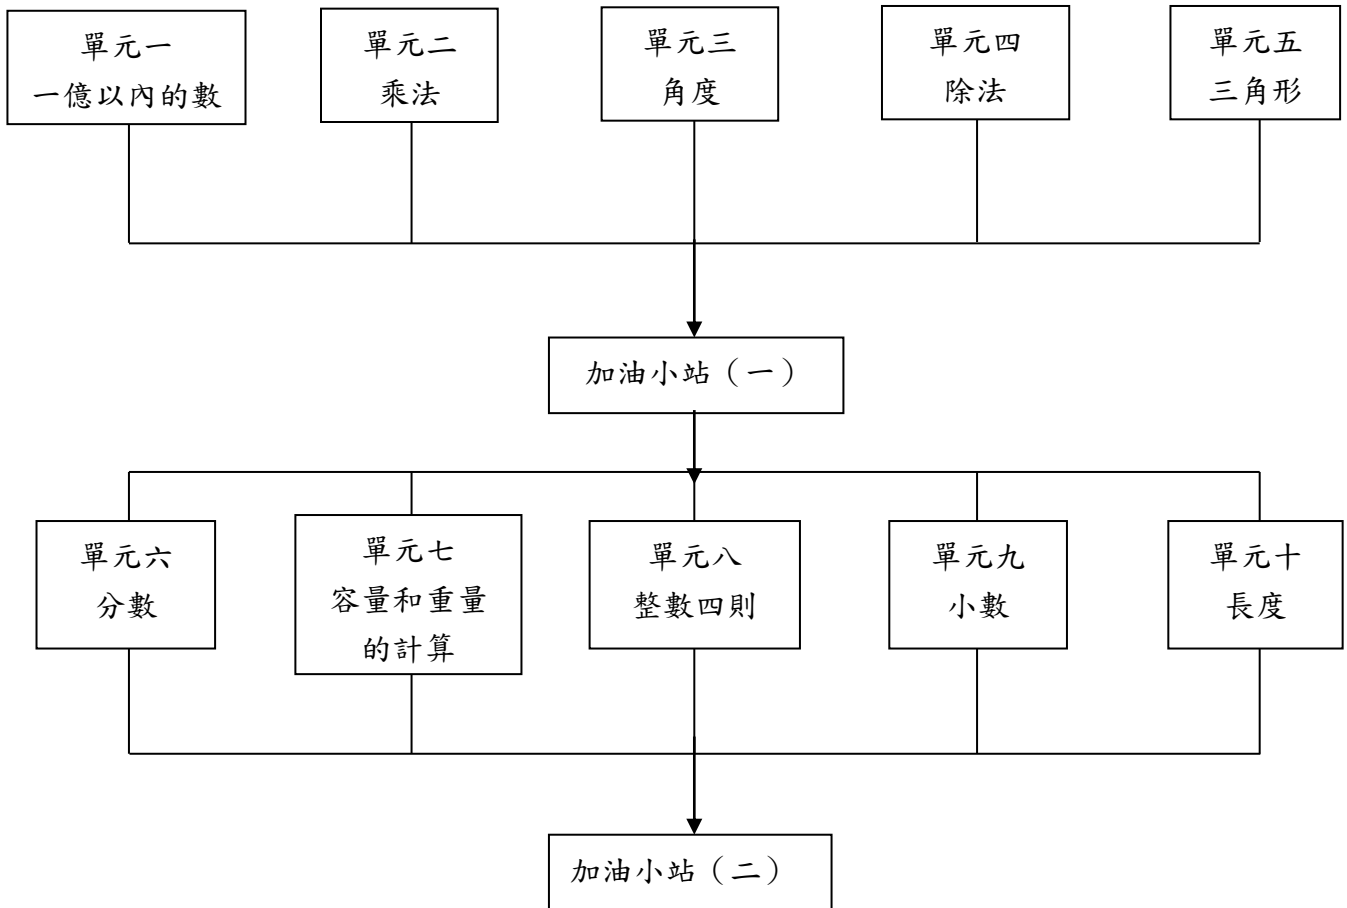 單元一
一億以內的數
單元二
乘法
單元三
角度
單元四
除法
單元五
三角形
加油小站（一）
單元六
分數
單元七
容量和重量
的計算
單元八
整數四則
單元九
小數
單元十
長度
加油小站（二）